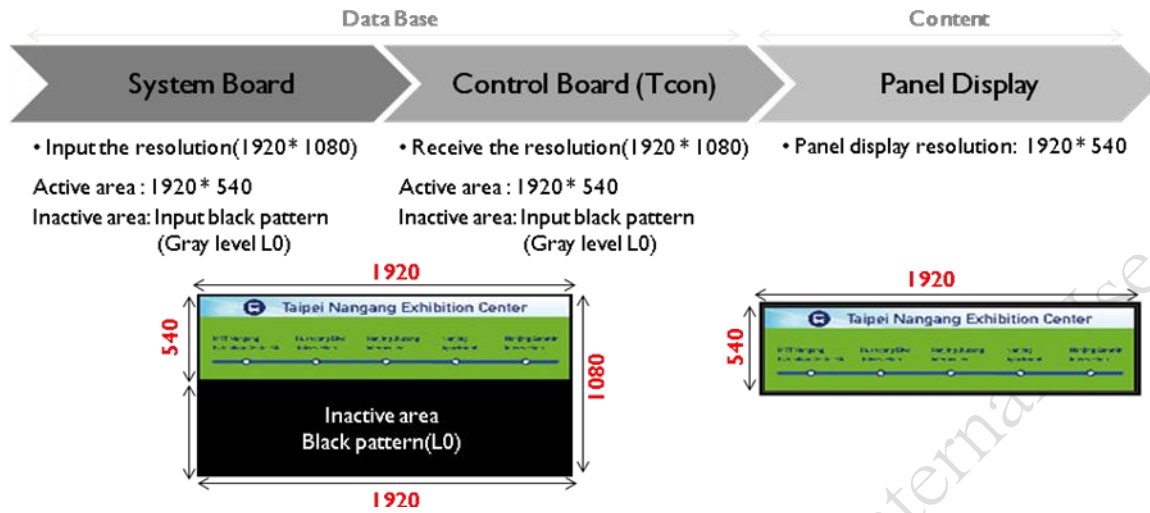 Data Base
Content
System Board
Control Board (Tcon)
Panel Display
• Input the resolution(1920* 1080)
Active area : 1920* 540
Inactive area: Input black pattern
(Gray level L0)
• Receive the resolution(1920* 1080)
Active area : 1920* 540
Inactive area: Input black pattern
(Gray level L0)
• Panel display resolution: 1920* 540
1920
540
1080
Taipei Nangang Exhibition Center
Inactive area
Black pattern(L0)
1920
1920
540
Taipei Nangang Exhibition Center